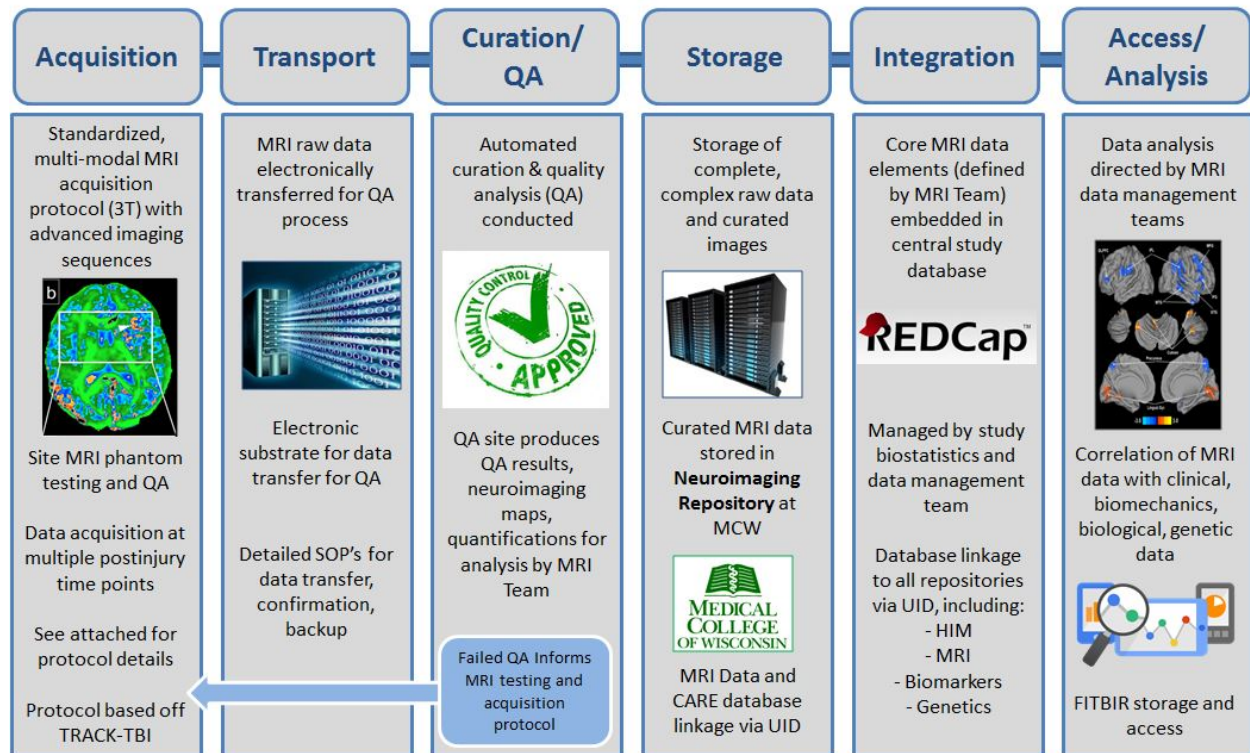 Acquisition
Transport
Curation/
QA
Storage
Integration
Access/
Analysis
Standardized,
multi-modal MRI
acquisition
protocol (3T) with
advanced imaging
sequences
b
Site MRI phantom
testing and QA
Data acquisition at
multiple postinjury
time points
See attached for
protocol details
Protocol based off
TRACK-TBI
MRI raw data
electronically
transferred for QA
process
Electronic
substrate for data
transfer for QA
Detailed SOP's for
data transfer,
confirmation,
backup
Automated
curation & quality
analysis (QA)
conducted
QUALITY CONTROL
APPROVED
QA site produces
QA results,
neuroimaging
maps,
quantifications for
analysis by MRI
Team
Failed QA Informs
MRI testing and
acquisition
protocol
Storage of
complete,
complex raw data
and curated
images
Curated MRI data
stored in
Neuroimaging
Repository at
MCW
MEDICAL
COLLEGE
OF WISCONSIN
MRI Data and
CARE database
linkage via UID
Core MRI data
elements (defined
by MRI Team)
embedded in
central study
database
REDCap™
Managed by study
biostatistics and
data management
team
Database linkage
to all repositories
via UID, including:
- HIM
- MRI
- Biomarkers
- Genetics
Data analysis
directed by MRI
data management
teams
Correlation of MRI
data with clinical,
biomechanics,
biological, genetic
data
FITBIR storage and
access